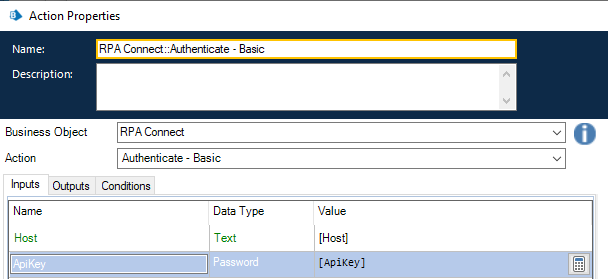 Action Properties
Name: RPA Connect::Authenticate - Basic
Description:
Business Object RPA Connect
Action Authenticate - Basic
Inputs Outputs Conditions
Name Data Type Value
Host Text [Host]
ApiKey Password [ApiKey]